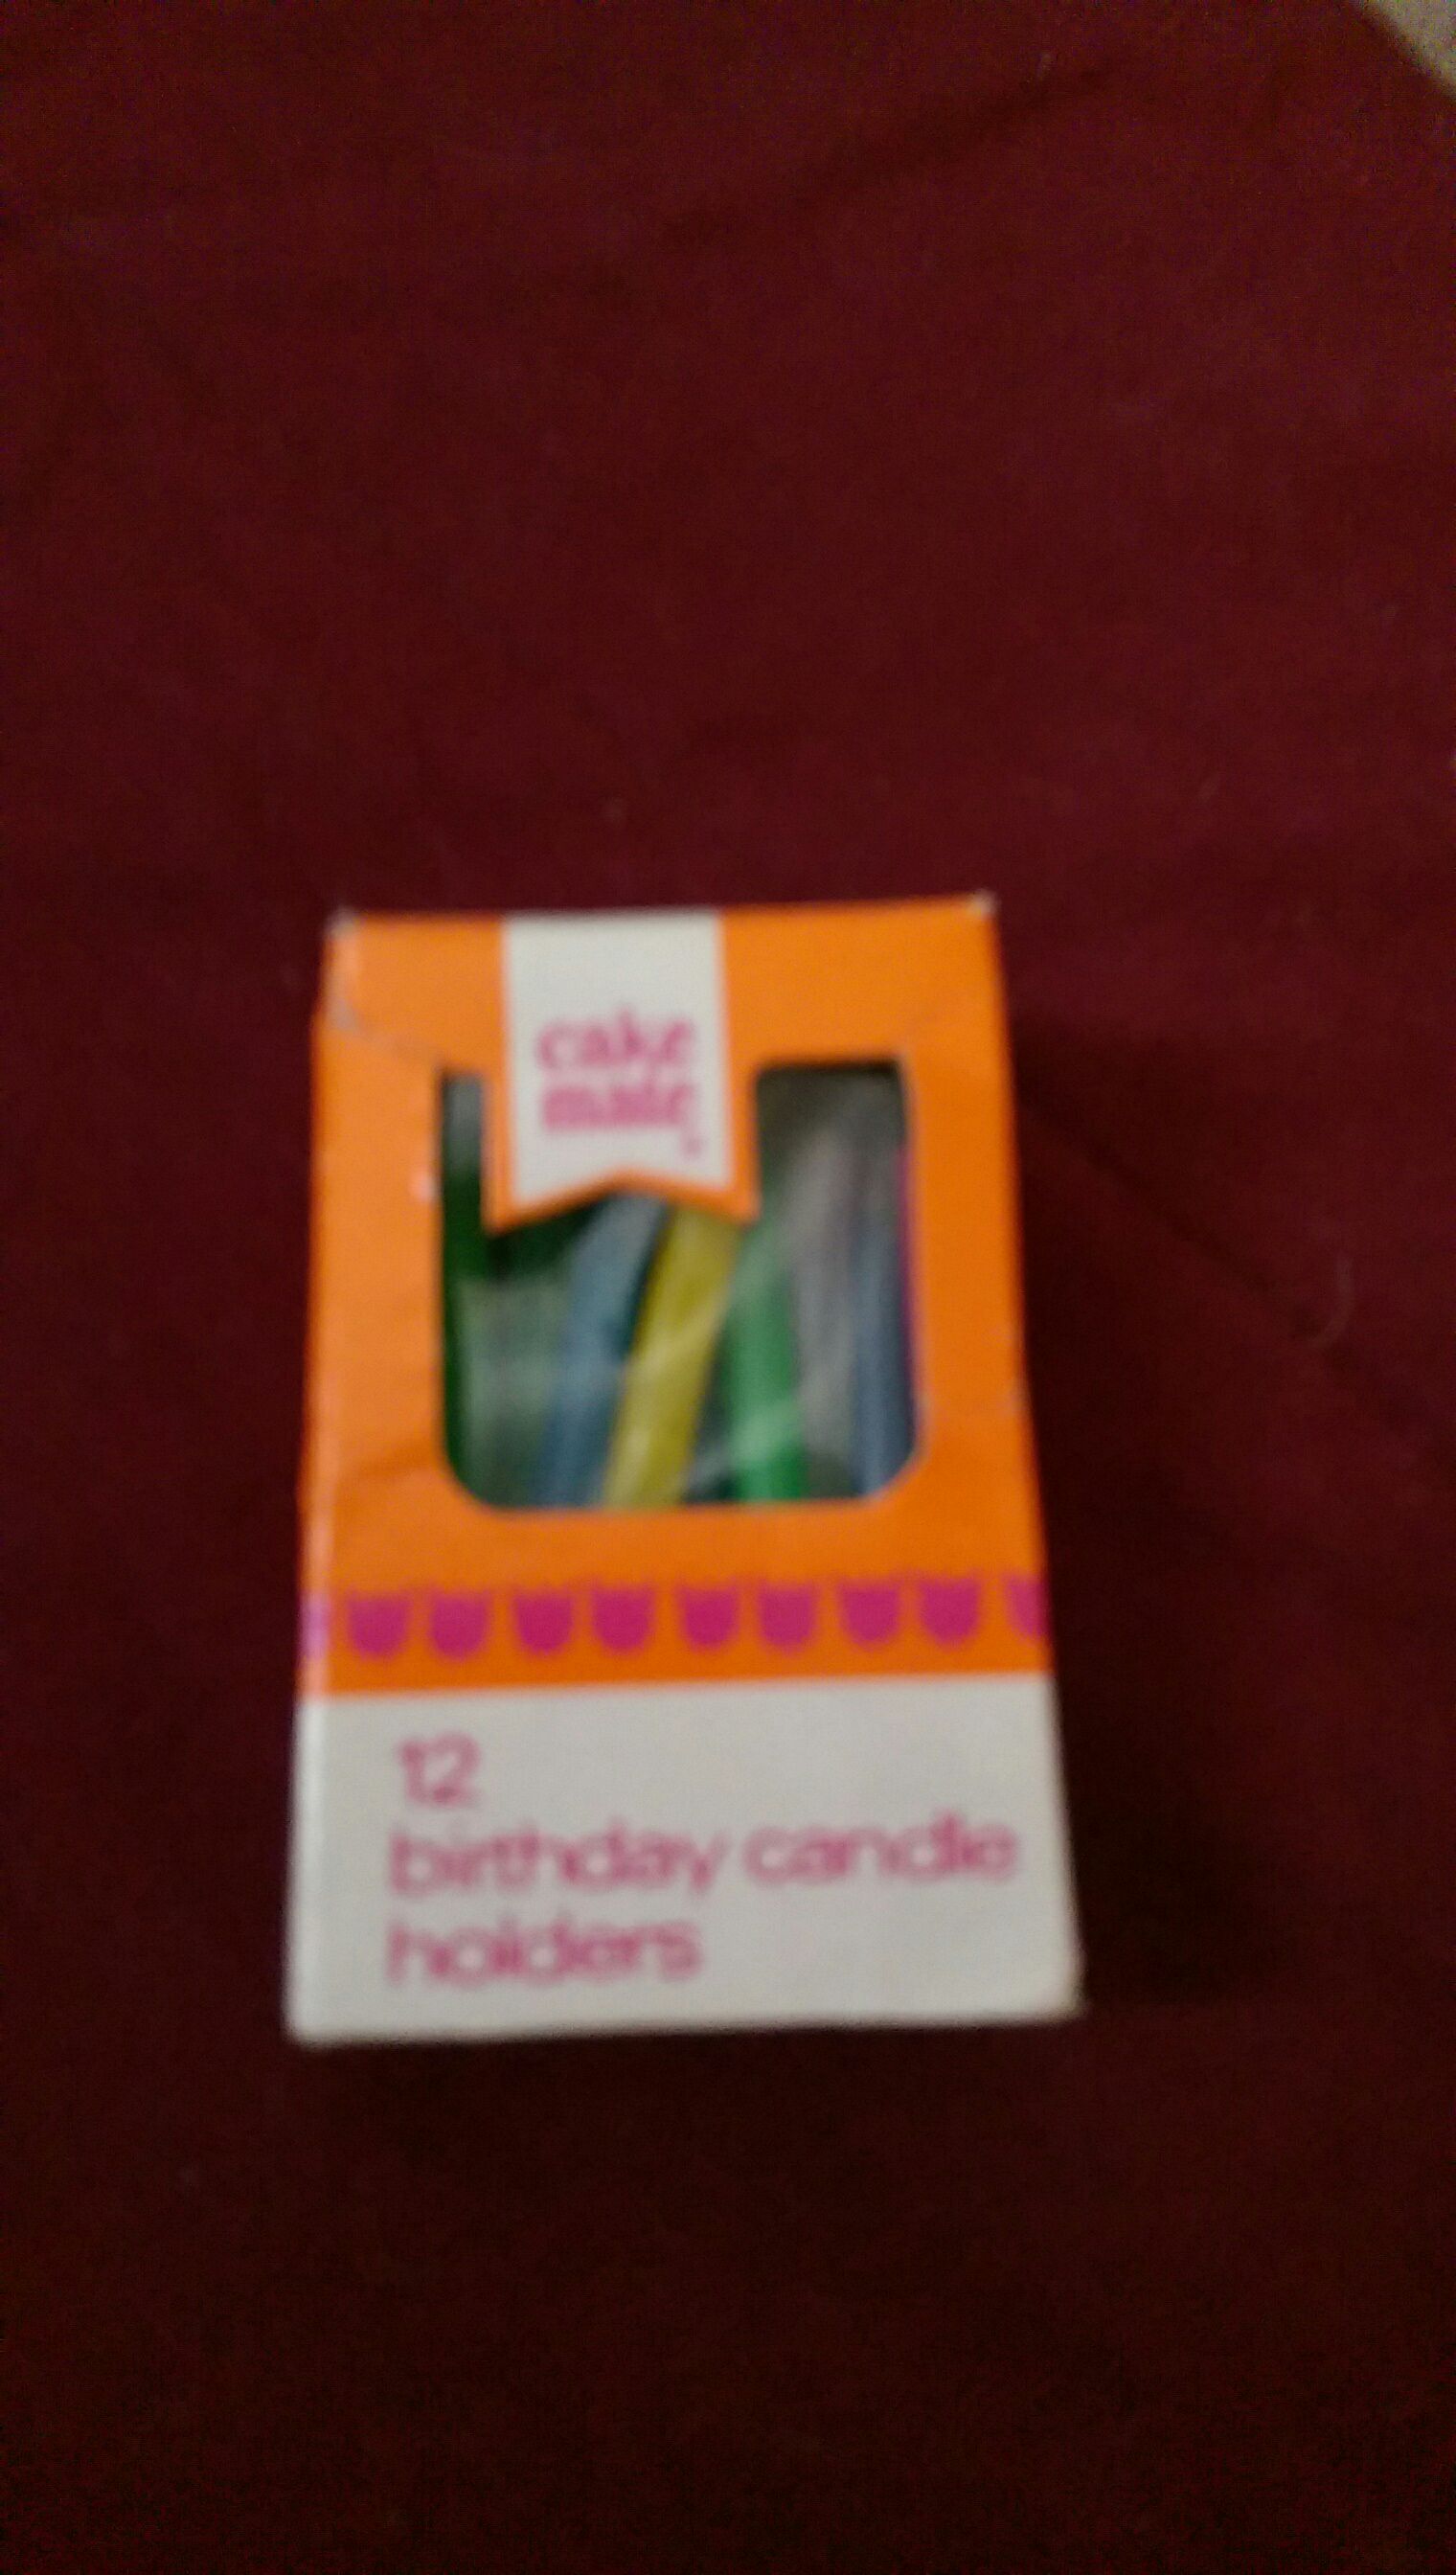 cake
mate
12
birthday candle
holders